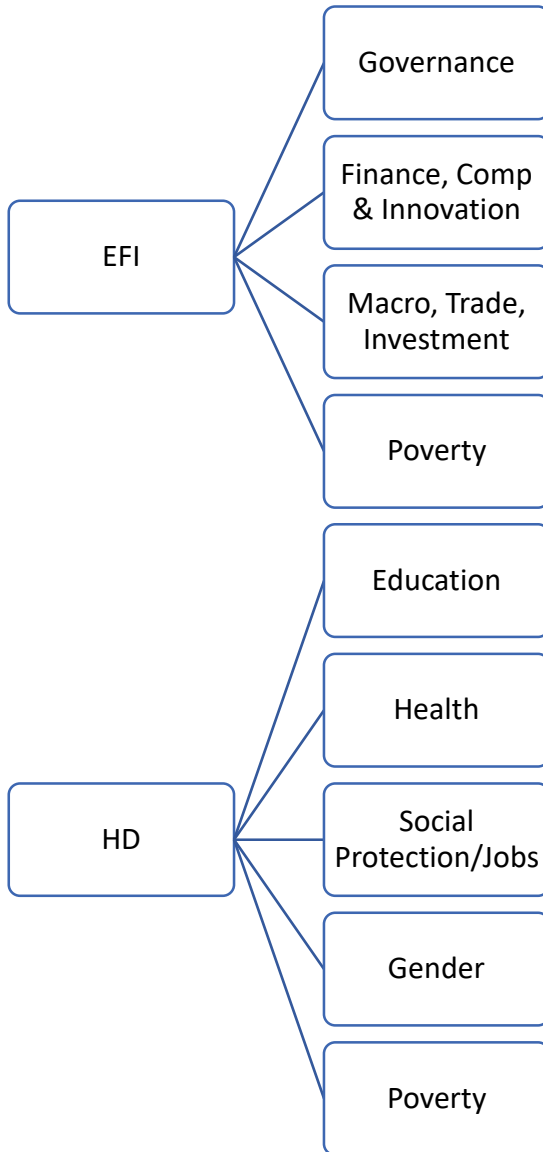 EFI
Governance
Finance, Comp
& Innovation
Macro, Trade,
Investment
Poverty
HD
Education
Health
Social
Protection/Jobs
Gender
Poverty